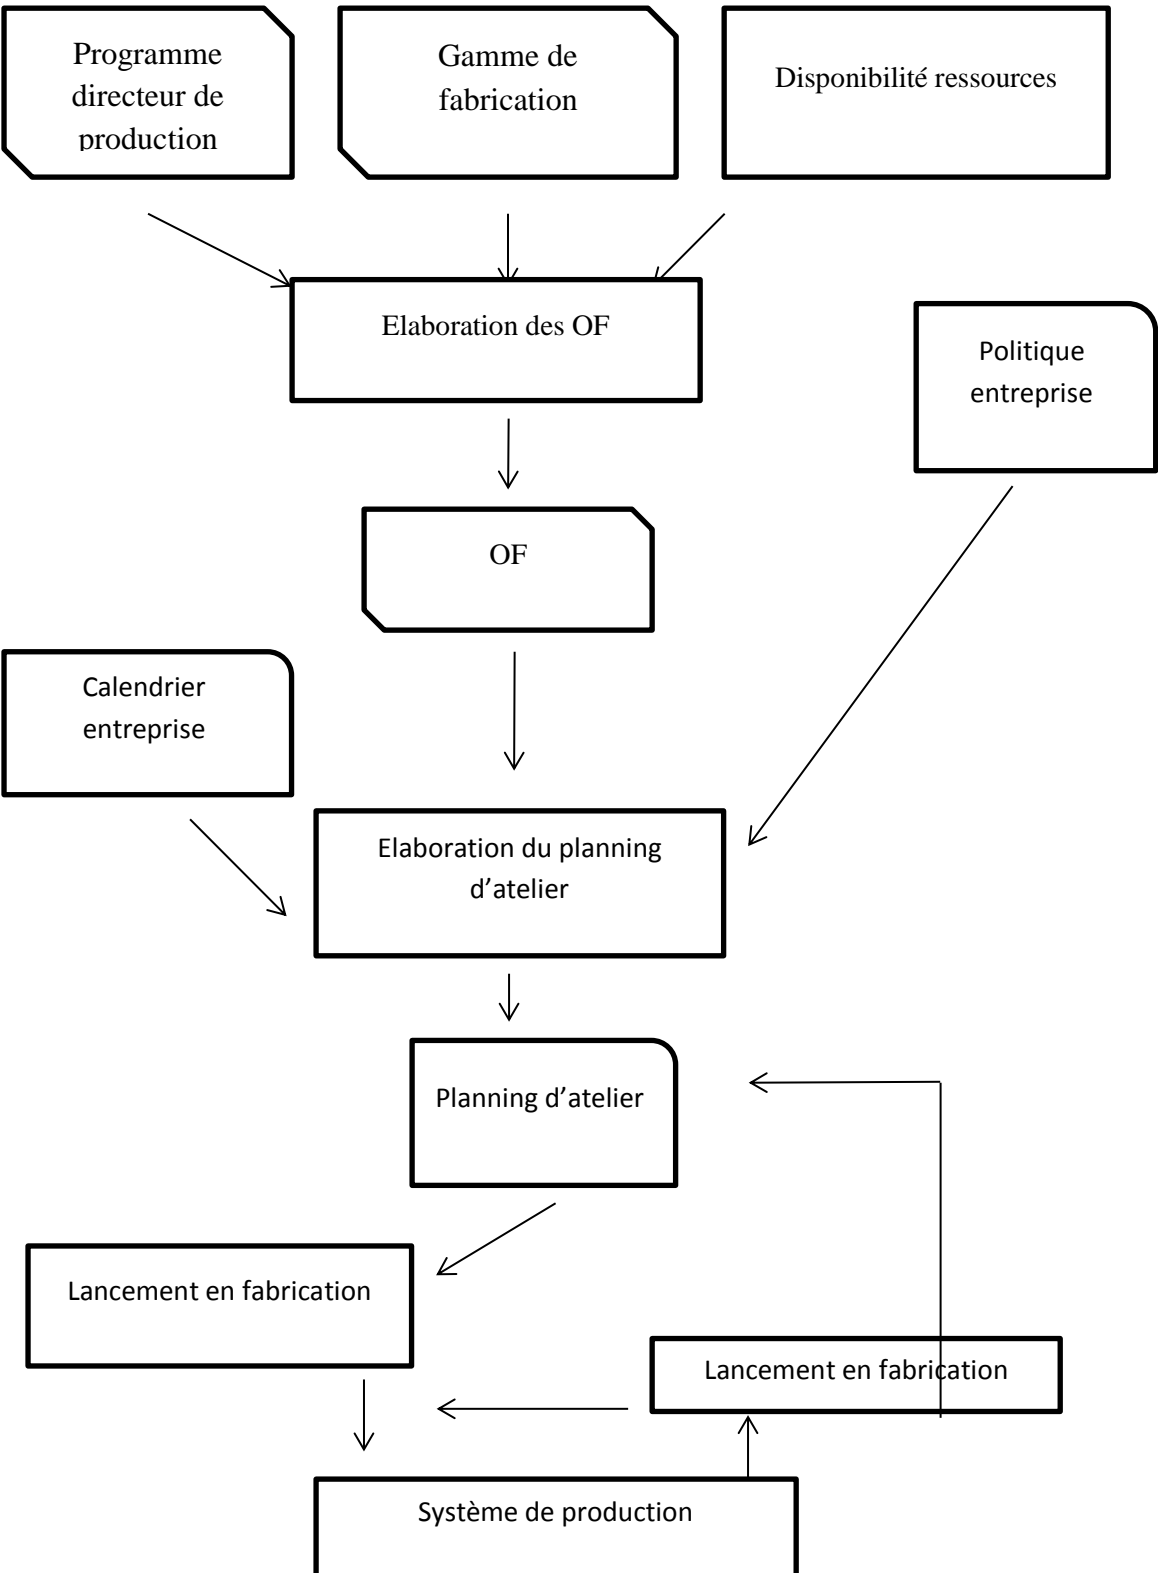 Programme
directeur de
production
Gamme de
fabrication
Disponibilité ressources
Elaboration des OF
Politique
entreprise
OF
Calendrier
entreprise
Elaboration du planning
d’atelier
Planning d’atelier
Lancement en fabrication
Lancement en fabrication
Système de production